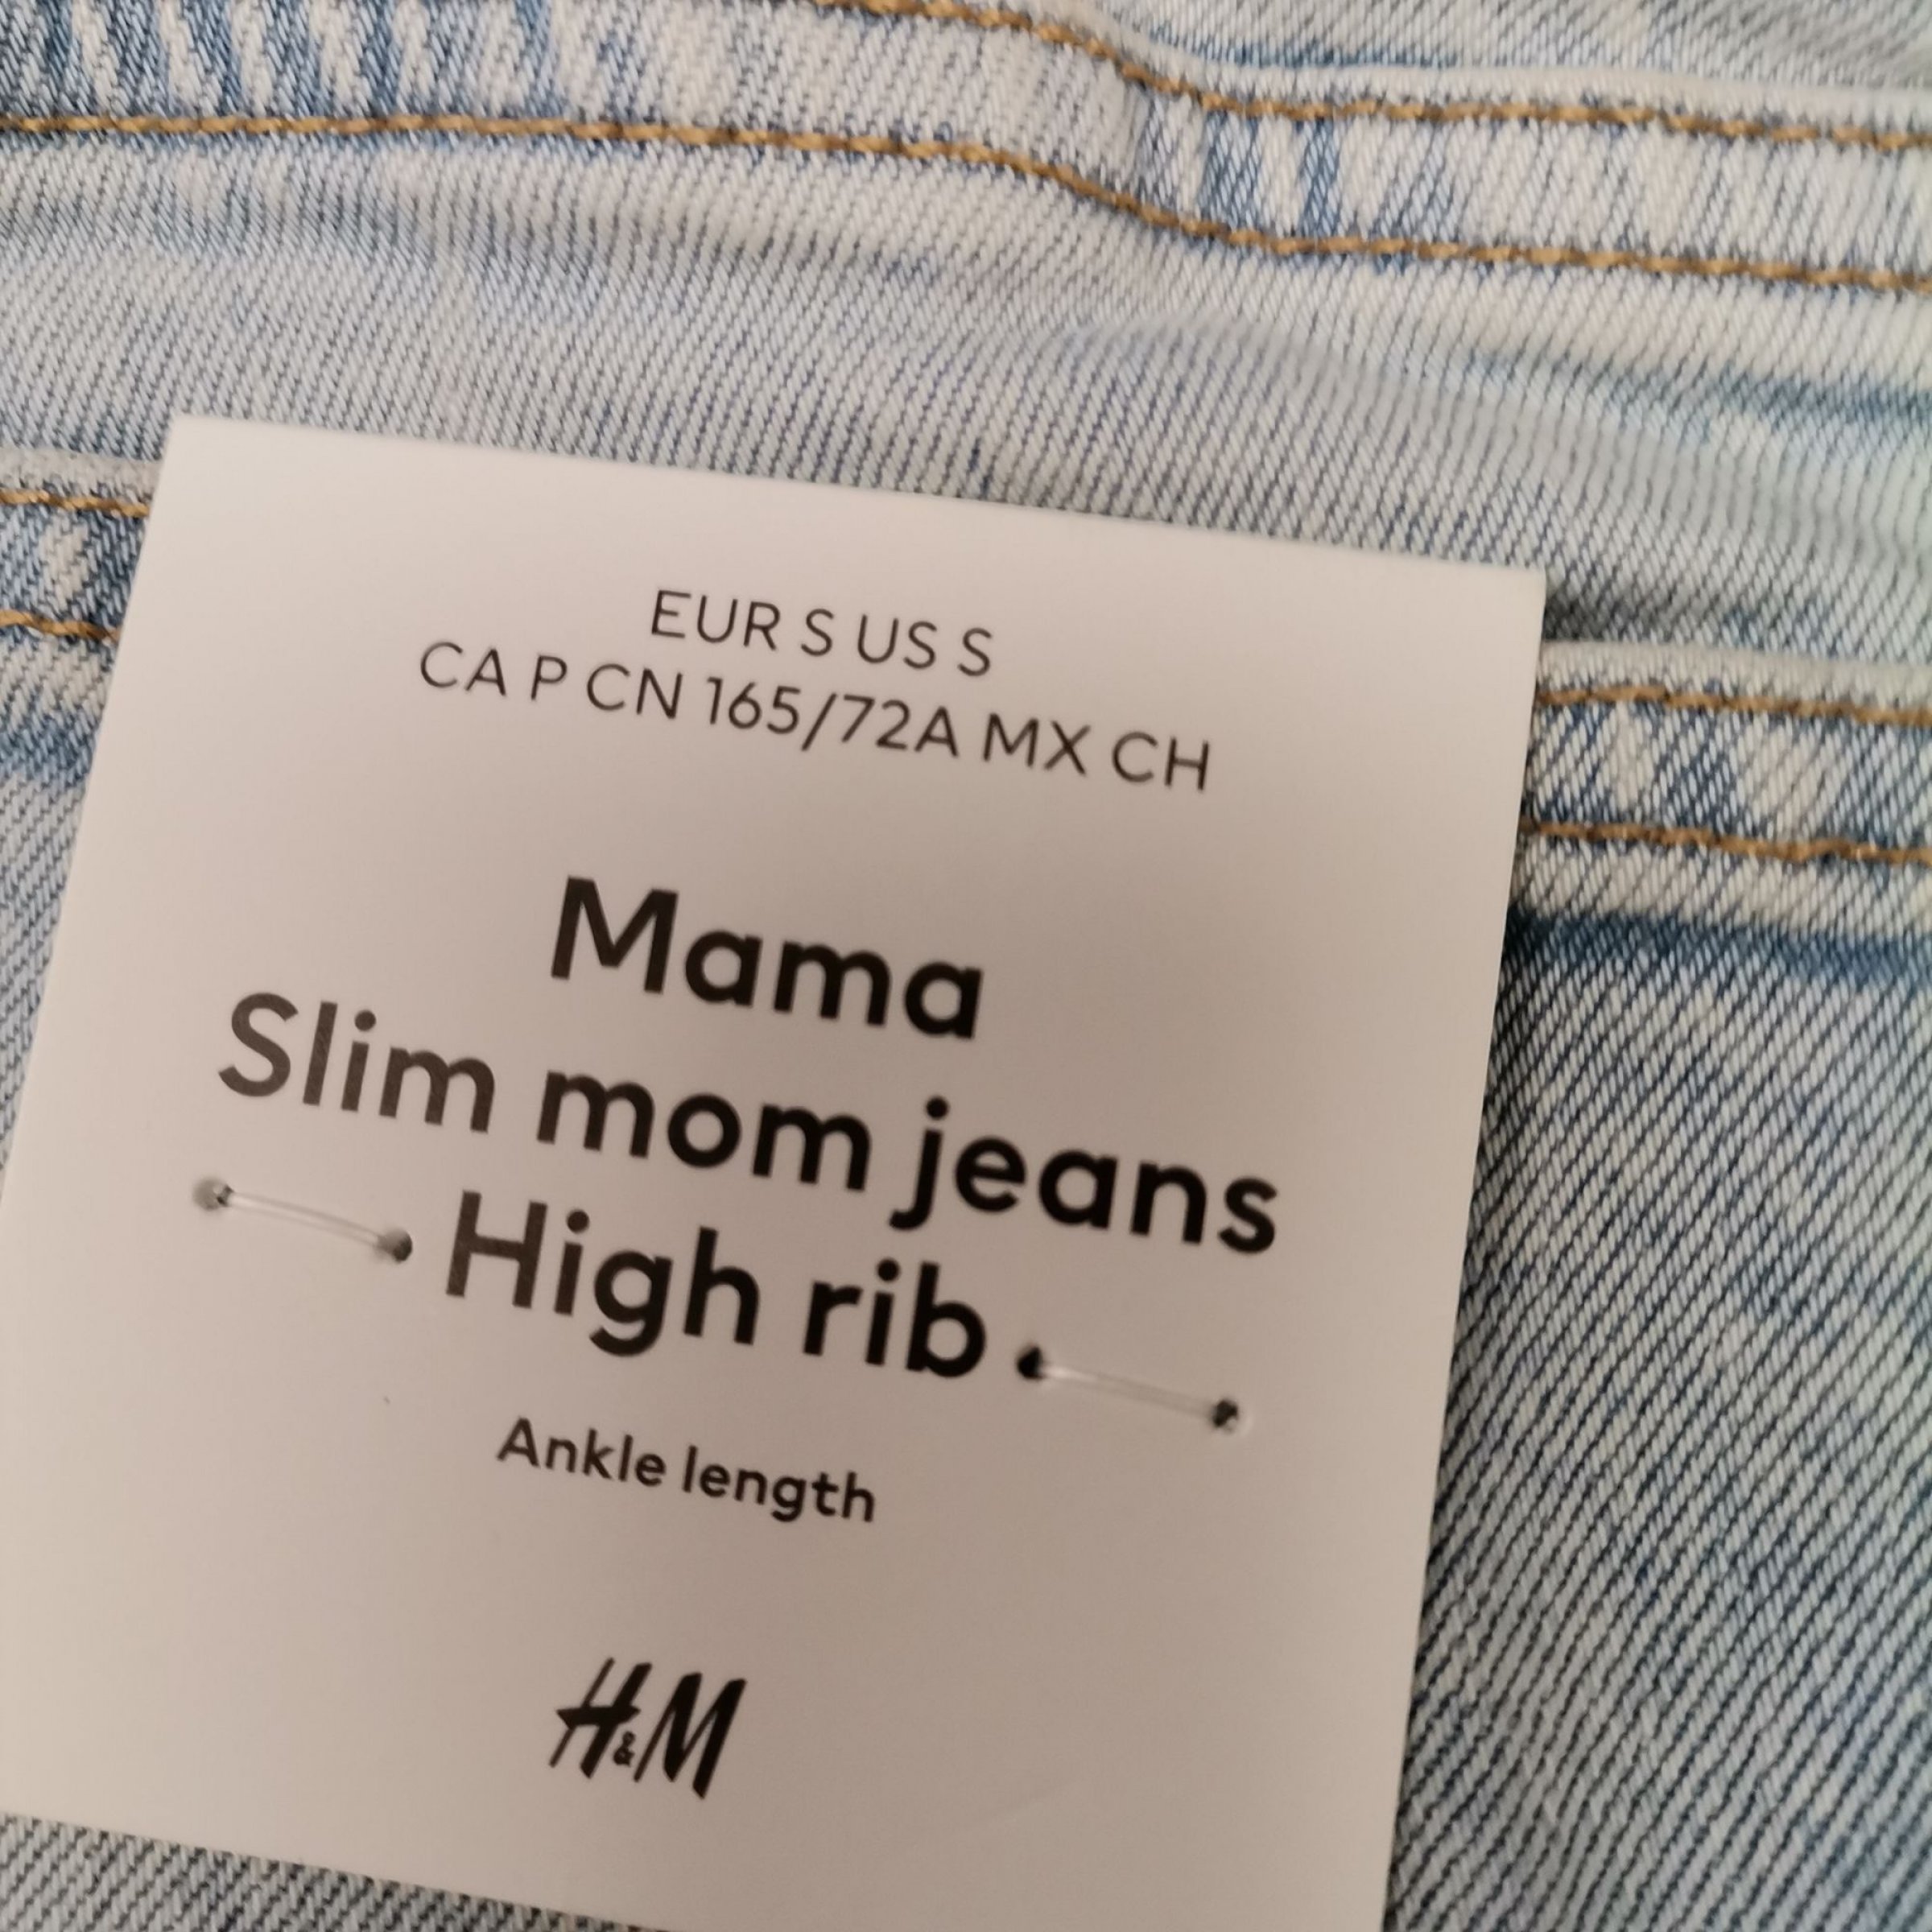 EUR S US S
CA P CN 165/72A MX CH
Mama
Slim mom jeans
High rib
Ankle length
H&M